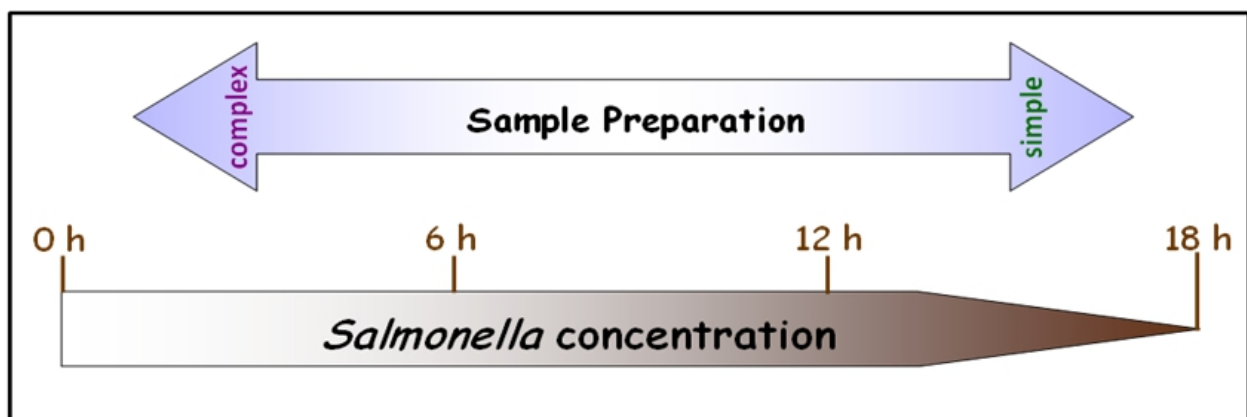 complex
Sample Preparation
simple
0 h
6 h
12 h
18 h
Salmonella concentration